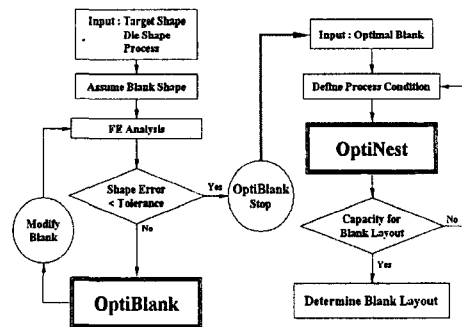 Input : Target Shape
Die Shape
Process
Assume Blank Shape
FE Analysis
Shape Error
< Tolerance
Yes
No
Modify
Blank
OptiBlank
OptiBlank
Stop
Input : Optimal Blank
Define Process Condition
OptiNest
Capacity for
Blank Layout
No
Yes
Determine Blank Layout